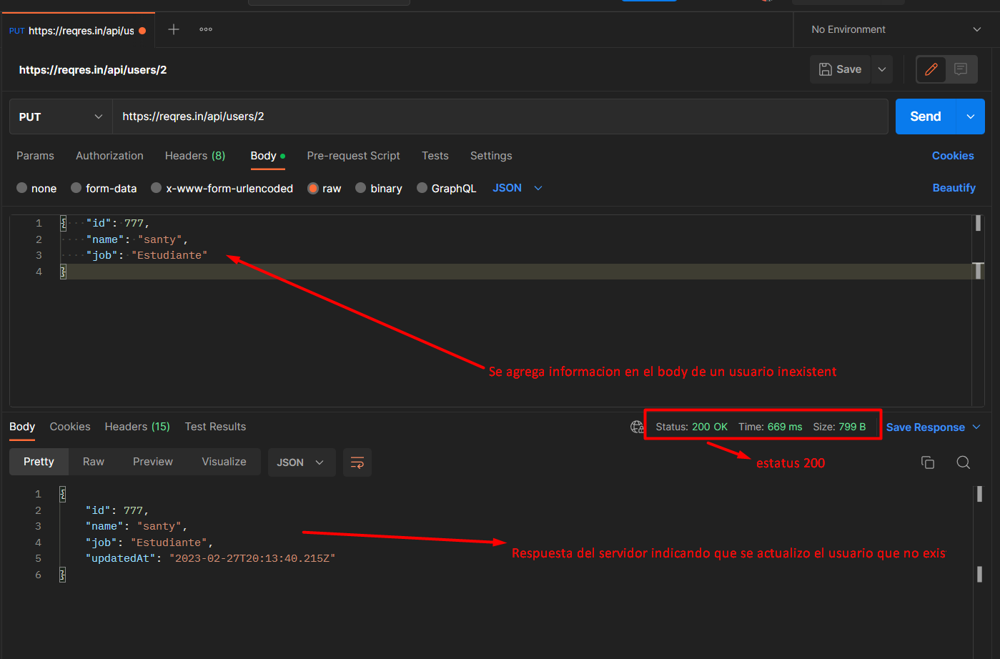 PUT https://reqres.in/api/us
No Environment
https://reqres.in/api/users/2
Save
PUT
https://reqres.in/api/users/2
Send
Params Authorization Headers (8) Body Pre-request Script Tests Settings Cookies
none form-data x-www-form-urlencoded raw binary GraphQL JSON Beautify
1 { "id": 777,
2 "name": "santy",
3 "job": "Estudiante"
4 }
Se agrega informacion en el body de un usuario inexistent
Body Cookies Headers (15) Test Results Status: 200 OK Time: 669 ms Size: 799 B Save Response
Pretty Raw Preview Visualize JSON
estatus 200
1 {
2 "id": 777,
3 "name": "santy",
4 "job": "Estudiante",
5 "updatedAt": "2023-02-27T20:13:40.215Z"
6 }
Respuesta del servidor indicando que se actualizo el usuario que no exis